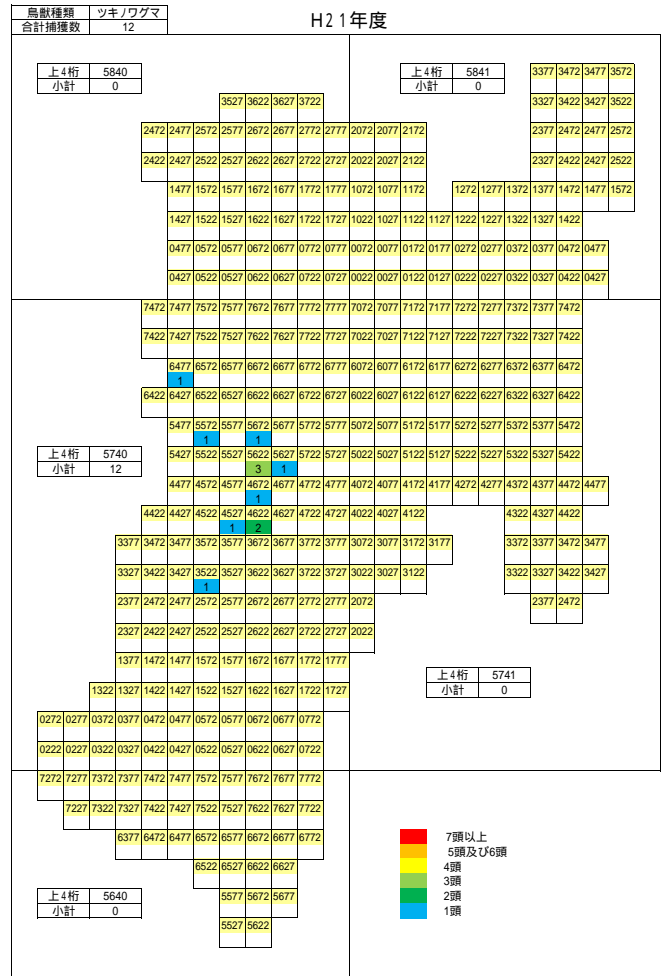 鳥獣種類 ツキノワグマ
合計捕獲数 12
H21年度
上4桁 5840
小計 0
上4桁 5841
小計 0
3377 3472 3477 3572
3527 3622 3627 3722 3327 3422 3427 3522
2472 2477 2572 2577 2672 2677 2772 2777 2072 2077 2172 2377 2472 2477 2572
2422 2427 2522 2527 2622 2627 2722 2727 2022 2027 2122 2327 2422 2427 2522
1477 1572 1577 1672 1677 1772 1777 1072 1077 1172 1272 1277 1372 1377 1472 1477 1572
1427 1522 1527 1622 1627 1722 1727 1022 1027 1122 1127 1222 1227 1322 1327 1422
0477 0572 0577 0672 0677 0772 0777 0072 0077 0172 0177 0272 0277 0372 0377 0472 0477
0427 0522 0527 0622 0627 0722 0727 0022 0027 0122 0127 0222 0227 0322 0327 0422 0427
7472 7477 7572 7577 7672 7677 7772 7777 7072 7077 7172 7177 7272 7277 7372 7377 7472
7422 7427 7522 7527 7622 7627 7722 7727 7022 7027 7122 7127 7222 7227 7322 7327 7422
6477 6572 6577 6672 6677 6772 6777 6072 6077 6172 6177 6272 6277 6372 6377 6472
1
6422 6427 6522 6527 6622 6627 6722 6727 6022 6027 6122 6127 6222 6227 6322 6327 6422
5477 5572 5577 5672 5677 5772 5777 5072 5077 5172 5177 5272 5277 5372 5377 5472
1 1
上4桁 5740
小計 12
5427 5522 5527 5622 5627 5722 5727 5022 5027 5122 5127 5222 5227 5322 5327 5422
3 1
4477 4572 4577 4672 4677 4772 4777 4072 4077 4172 4177 4272 4277 4372 4377 4472 4477
1
4422 4427 4522 4527 4622 4627 4722 4727 4022 4027 4122 4322 4327 4422
1 2
3377 3472 3477 3572 3577 3672 3677 3772 3777 3072 3077 3172 3177 3372 3377 3472 3477
3327 3422 3427 3522 3527 3622 3627 3722 3727 3022 3027 3122 3322 3327 3422 3427
1
2377 2472 2477 2572 2577 2672 2677 2772 2777 2072 2377 2472
2327 2422 2427 2522 2527 2622 2627 2722 2727 2022
1377 1472 1477 1572 1577 1672 1677 1772 1777
上4桁 5741
小計 0
1322 1327 1422 1427 1522 1527 1622 1627 1722 1727
0272 0277 0372 0377 0472 0477 0572 0577 0672 0677 0772
0222 0227 0322 0327 0422 0427 0522 0527 0622 0627 0722
7272 7277 7372 7377 7472 7477 7572 7577 7672 7677 7772
7227 7322 7327 7422 7427 7522 7527 7622 7627 7722
6377 6472 6477 6572 6577 6672 6677 6772
6522 6527 6622 6627
上4桁 5640
小計 0
5577 5672 5677
5527 5622
7頭以上
5頭及び6頭
4頭
3頭
2頭
1頭